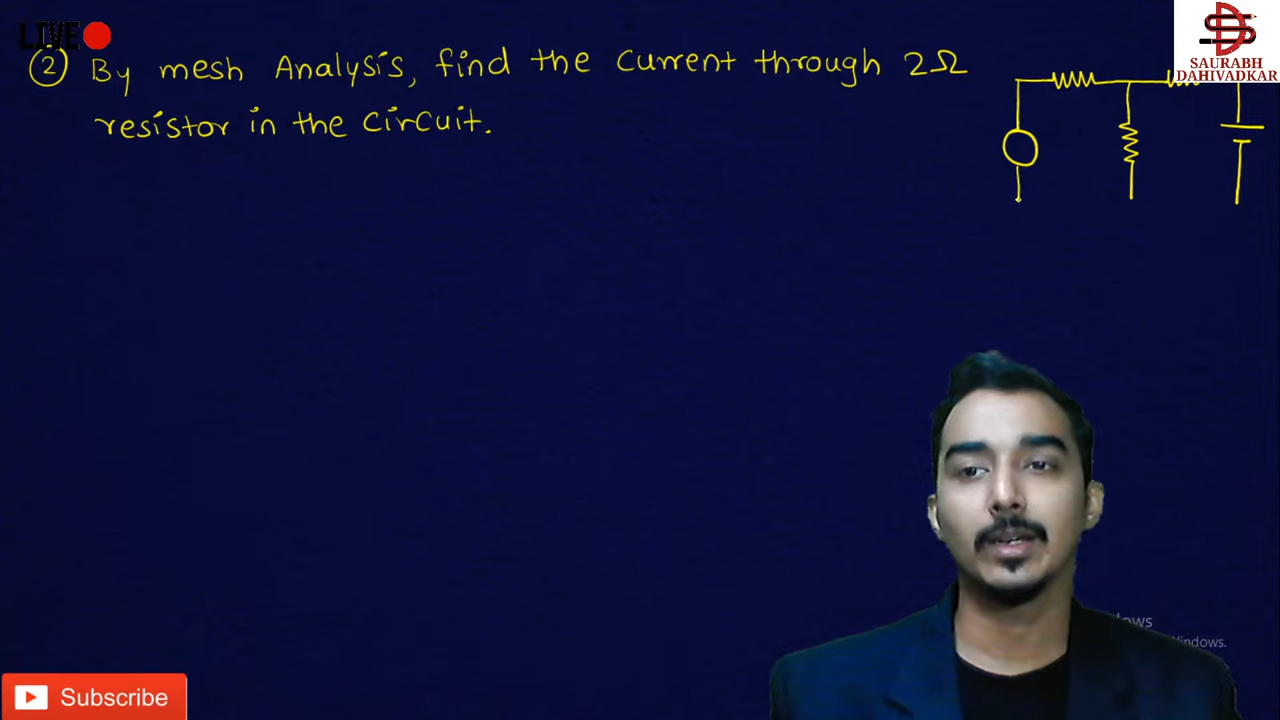 LIVE
② By mesh Analysis, find the current through 2Ω
resistor in the circuit.
SAURABH
DAHIVADKAR
Subscribe